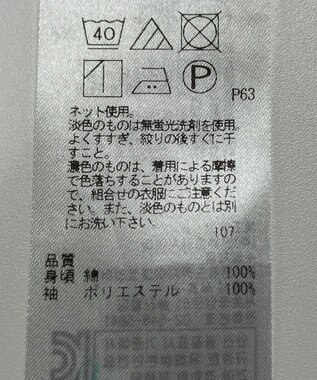 40
P
P63
ネット使用。
淡色のものは無蛍光洗剤を使用。
よくすすぎ、絞りの後すぐに干
すこと。
濃色のものは、着用による摩擦
で色落ちすることがありますの
で、組合せの衣服にご注意くだ
さい。また、淡色のものとは別
にお洗い下さい。
107
品質
身頃 綿 100%
袖 ポリエステル 100%